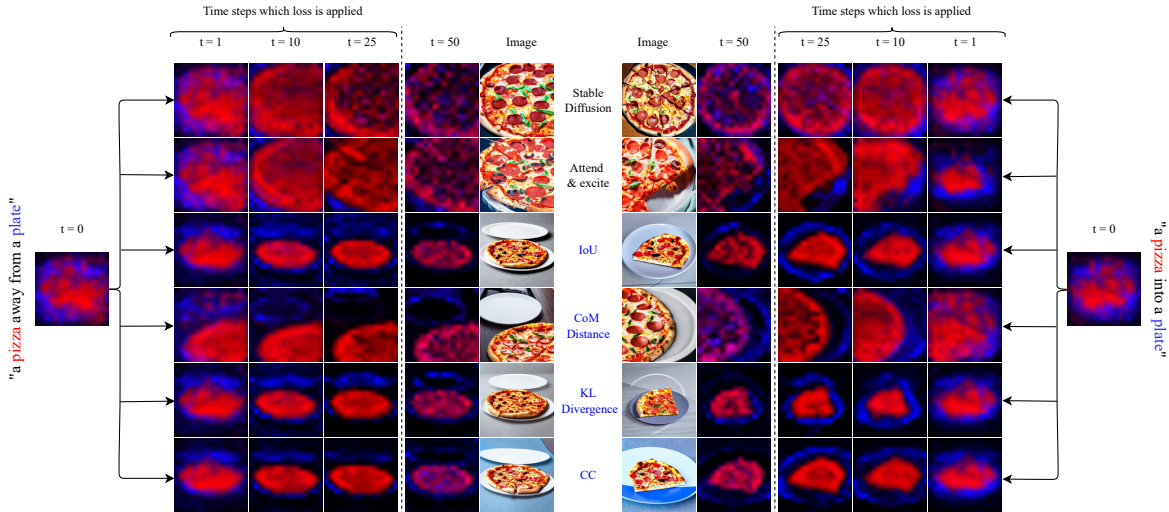 Time steps which loss is applied
Time steps which loss is applied
t = 1
t = 10
t = 25
t = 50
Image
Image
t = 50
t = 25
t = 10
t = 1
Stable
Diffusion
Attend
& excite
IoU
CoM
Distance
KL
Divergence
CC
"a pizza away from a plate"
t = 0
t = 0
"a pizza into a plate"